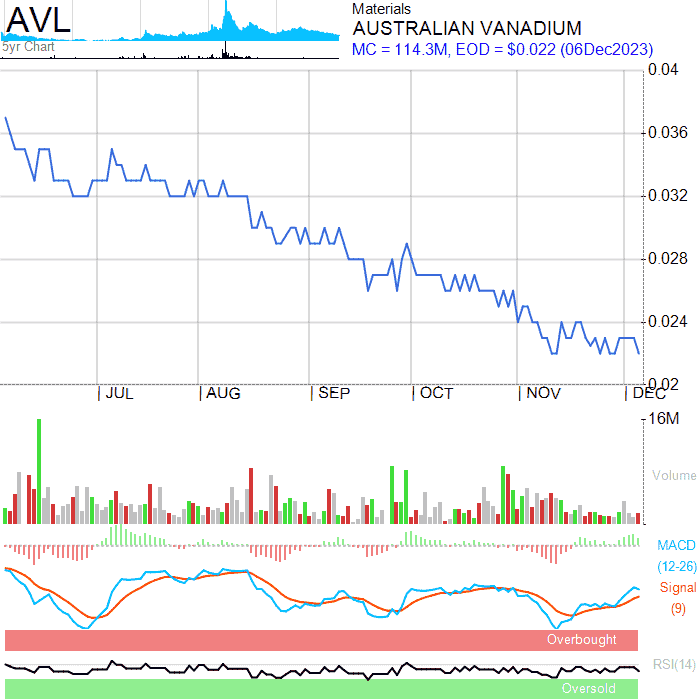 AVL
5yr Chart
Materials
AUSTRALIAN VANADIUM
MC = 114.3M, EOD = $0.022 (06Dec2023)
0.04
0.036
0.032
0.028
0.024
0.02
JUL AUG SEP OCT NOV DEC
16M
Volume
MACD
(12-26)
Signal
(9)
Overbought
RSI(14)
Oversold